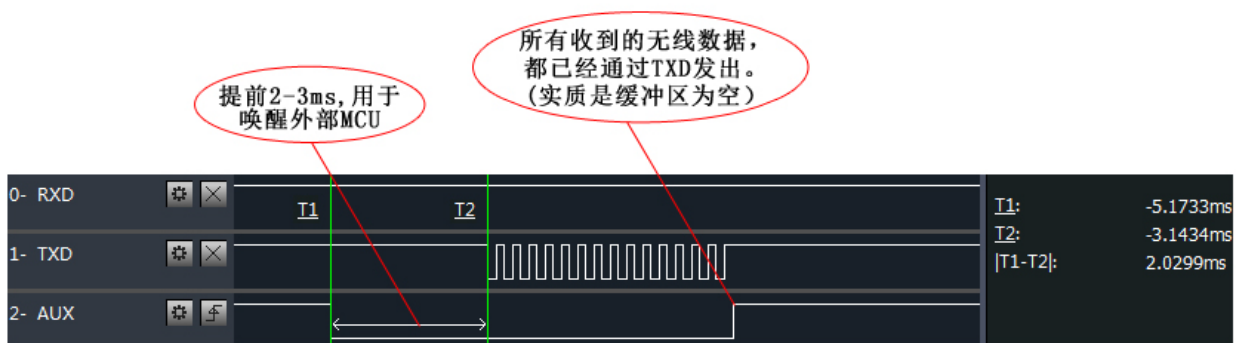 所有收到的无线数据，
都已经通过TXD发出。
(实质是缓冲区为空)
提前2-3ms,用于
唤醒外部MCU
0- RXD
T1
T2
T1:
-5.1733ms
1- TXD
T2:
-3.1434ms
|T1-T2|:
2.0299ms
2- AUX